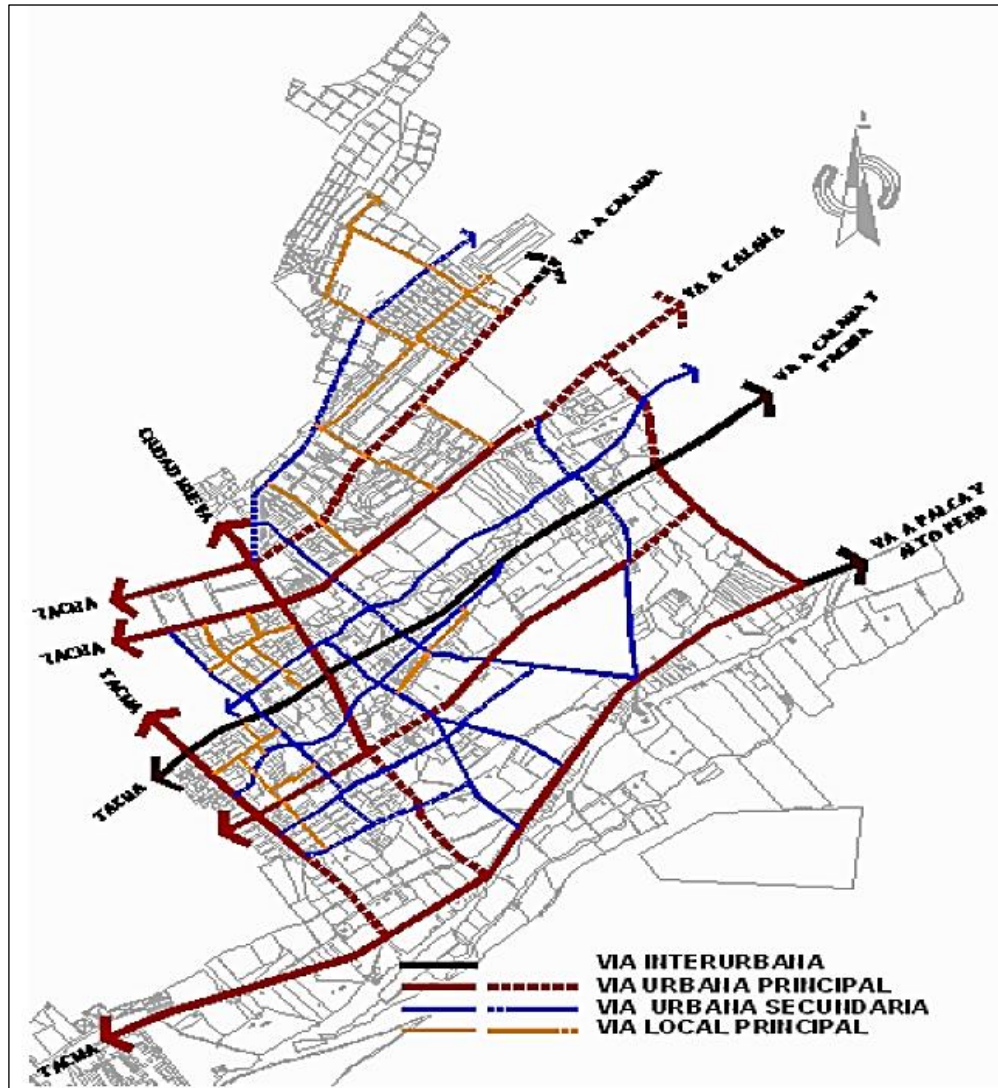 VIA A CALANA
VIA A CALANA
VIA A CALANA Y
PACHIA
VIA A PALCA Y
ALTO PERU
CIUDAD NUEVA
TACNA
TACNA
TACNA
TACNA
VIA INTERURBANA
VIA URBANA PRINCIPAL
VIA URBANA SECUNDARIA
VIA LOCAL PRINCIPAL
TACNA